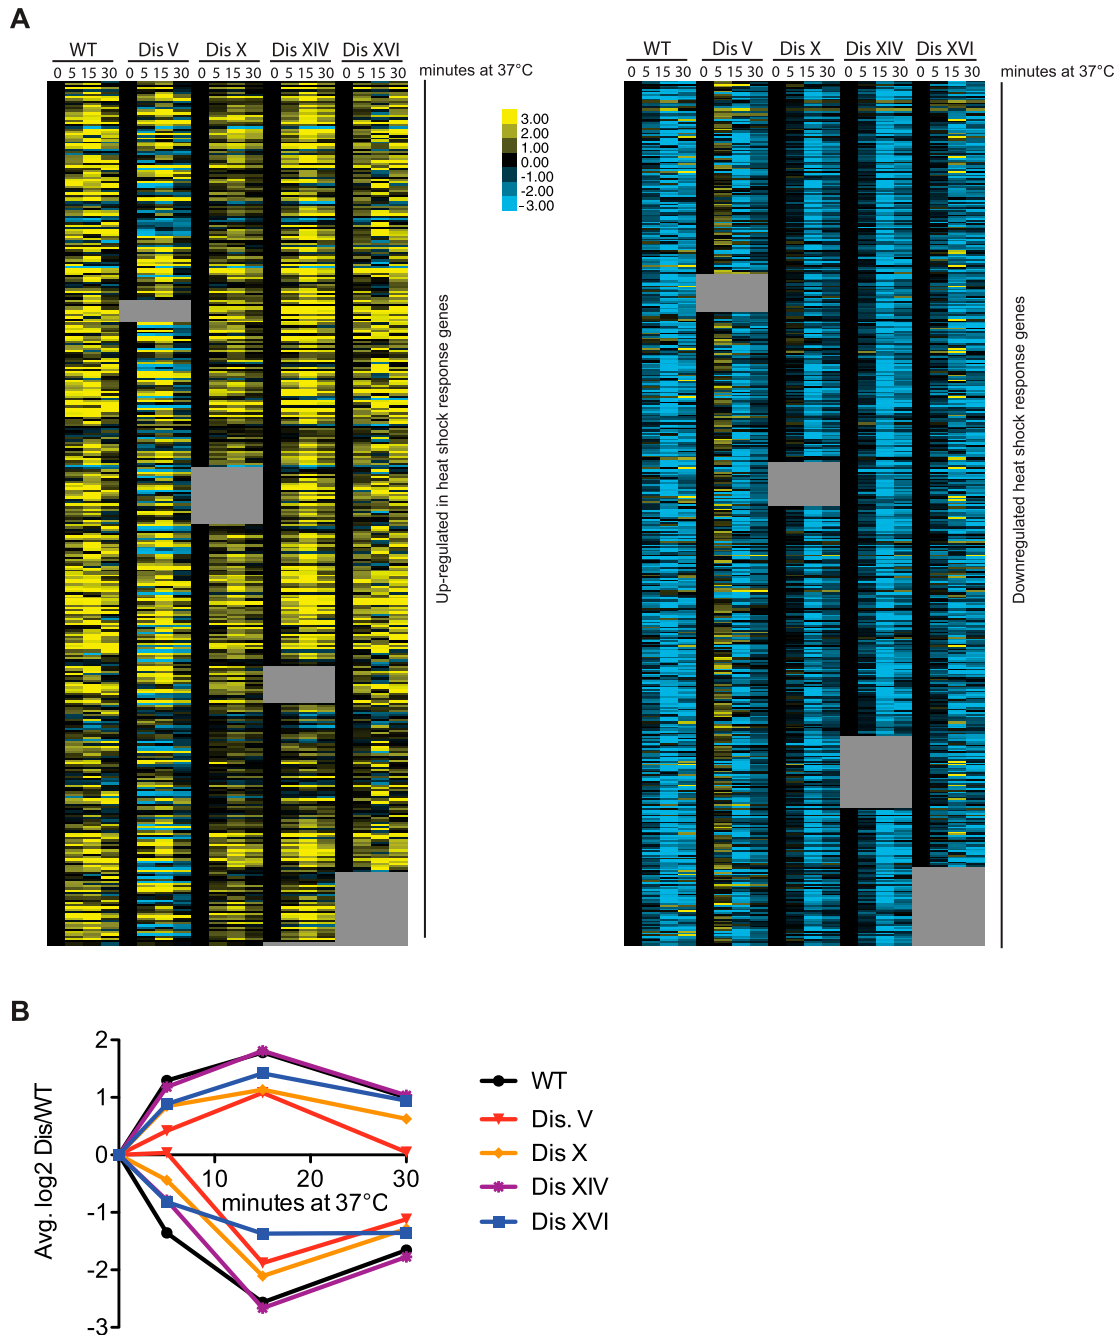 A
WT Dis V Dis X Dis XIV Dis XVI
0 5 15 30 0 5 15 30 0 5 15 30 0 5 15 30 0 5 15 30 minutes at 37°C
3.00
2.00
1.00
0.00
-1.00
-2.00
-3.00
Up-regulated in heat shock response genes
WT Dis V Dis X Dis XIV Dis XVI
0 5 15 30 0 5 15 30 0 5 15 30 0 5 15 30 0 5 15 30 minutes at 37°C
Downregulated heat shock response genes
B
Avg. log2 Dis/WT
2
1
0
-1
-2
-3
10 20 30
minutes at 37°C
WT
Dis. V
Dis X
Dis XIV
Dis XVI